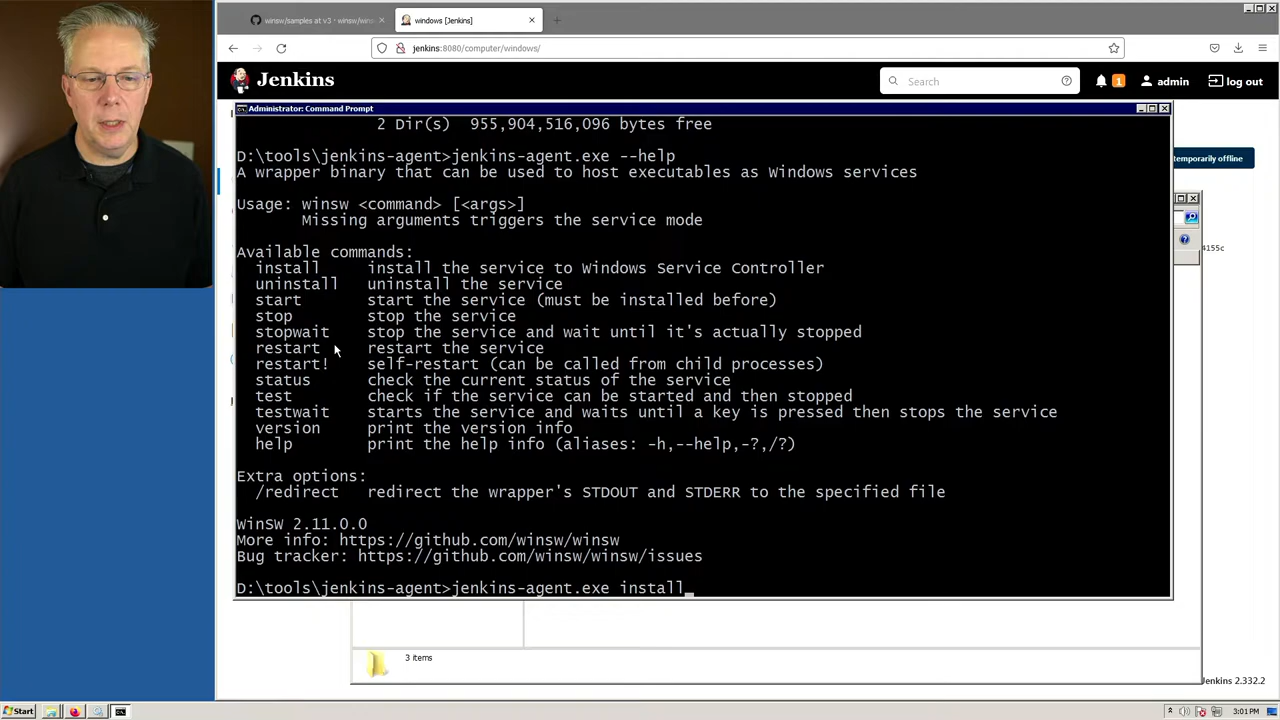 winsw/samples at v3 · winsw/wins
windows [Jenkins]
jenkins:8080/computer/windows/
Jenkins
Search
1
admin
log out
Administrator: Command Prompt
2 Dir(s) 955,904,516,096 bytes free
D:\tools\jenkins-agent>jenkins-agent.exe --help
A wrapper binary that can be used to host executables as Windows services
Usage: winsw <command> [<args>]
Missing arguments triggers the service mode
Available commands:
install install the service to Windows Service Controller
uninstall uninstall the service
start start the service (must be installed before)
stop stop the service
stopwait stop the service and wait until it's actually stopped
restart restart the service
restart! self-restart (can be called from child processes)
status check the current status of the service
test check if the service can be started and then stopped
testwait starts the service and waits until a key is pressed then stops the service
version print the version info
help print the help info (aliases: -h,--help,-?,/?)
Extra options:
/redirect redirect the wrapper's STDOUT and STDERR to the specified file
WinSW 2.11.0.0
More info: https://github.com/winsw/winsw
Bug tracker: https://github.com/winsw/winsw/issues
D:\tools\jenkins-agent>jenkins-agent.exe install_
temporarily offline
4155c
3 items
Jenkins 2.332.2
Start
3:01 PM